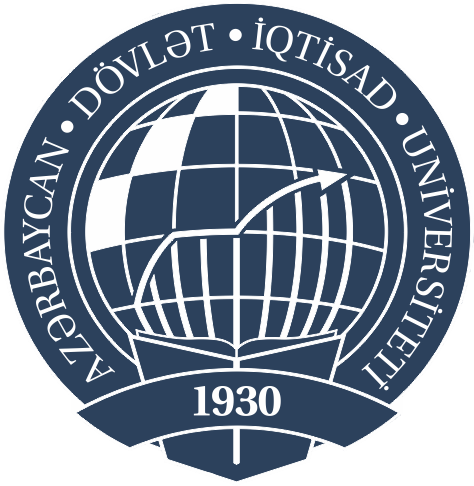 AZƏRBAYCAN • DÖVLƏT • İQTİSAD • UNİVERSİTETİ
1930